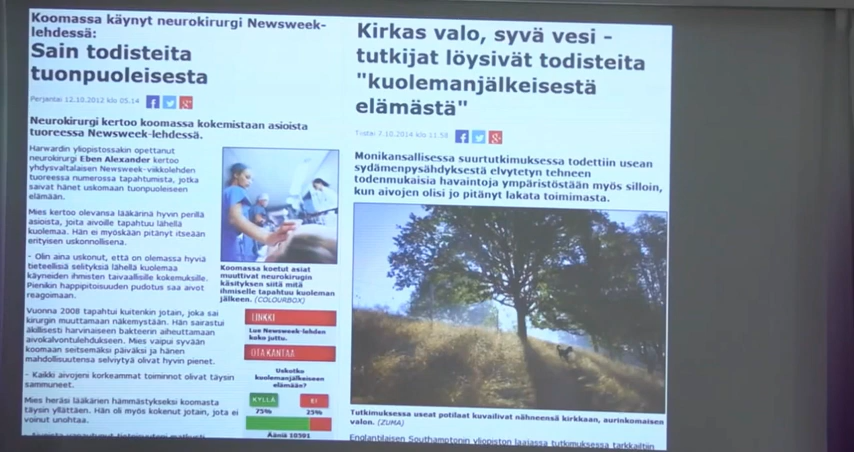 Koomassa käynyt neurokirurgi Newsweek-
lehdessä:
Sain todisteita
tuonpuoleisesta
Perjantai 12.10.2012 klo 05.14
Neurokirurgi kertoo koomassa kokemistaan asioista
tuoreessa Newsweek-lehdessä.
Harwardin yliopistossakin opettanut
neurokirurgi Eben Alexander kertoo
yhdysvaltalaisen Newsweek-viikkolehden
tuoreessa numerossa tapahtumista, jotka
saivat hänet uskomaan tuonpuoleiseen
elämään.
Mies kertoo olevansa lääkärinä hyvin perillä
asioista, joita aivoille tapahtuu lähellä
kuolemaa. Hän ei myöskään pitänyt itseään
erityisen uskonnollisena.
- Olin aina uskonut, että on olemassa hyviä
tieteellisiä selityksiä lähellä kuolemaa
käyneiden ihmisten taivaallisille kokemuksille.
Pienikin happipitoisuuden pudotus saa aivot
reagoimaan.
Vuonna 2008 tapahtui kuitenkin jotain, joka sai
kirurgin muuttamaan näkemystään. Hän sairastui
äkillisesti harvinaiseen bakteerin aiheuttamaan
aivokalvontulehdukseen. Mies vaipui syvään
koomaan seitsemäksi päiväksi ja hänen
mahdollisuutensa selviytyä olivat hyvin pienet.
- Kaikki aivojeni korkeammat toiminnot olivat täysin
sammuneet.
Mies heräsi lääkärien hämmästykseksi koomasta
täysin yllättäen. Hän oli myös kokenut jotain, jota ei
voinut unohtaa.
Koomassa koetut asiat
muuttivat neurokirurgin
käsityksen siitä mitä
ihmiselle tapahtuu kuoleman
jälkeen. (COLOURBOX)
LINKKI
Lue Newsweek-lehden
koko juttu.
OTA KANTAA
Uskotko
kuolemanjälkeiseen
elämään?
KYLLÄ EI
75% 25%
Ääniä 10501
Kirkas valo, syvä vesi -
tutkijat löysivät todisteita
"kuolemanjälkeisestä
elämästä"
Tiistai 7.10.2014 klo 11.58
Monikansallisessa suurtutkimuksessa todettiin usean
sydämenpysähdyksestä elvytetyn tehneen
todenmukaisia havaintoja ympäristöstään myös silloin,
kun aivojen olisi jo pitänyt lakata toimimasta.
Tutkimuksessa useat potilaat kuvailivat nähneensä kirkkaan, aurinkomaisen
valon. (ZUMA)
Englantilaisen Southamptonin yliopiston laajassa tutkimuksessa tarkkailtiin